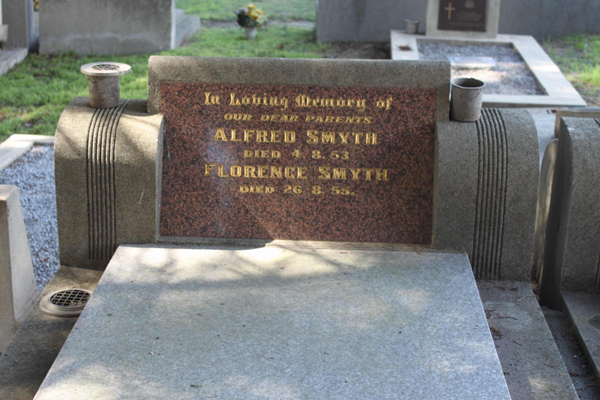 In Loving Memory of
OUR DEAR PARENTS
ALFRED SMYTH
DIED 4. 8. 53
FLORENCE SMYTH
DIED 26. 8. 55.